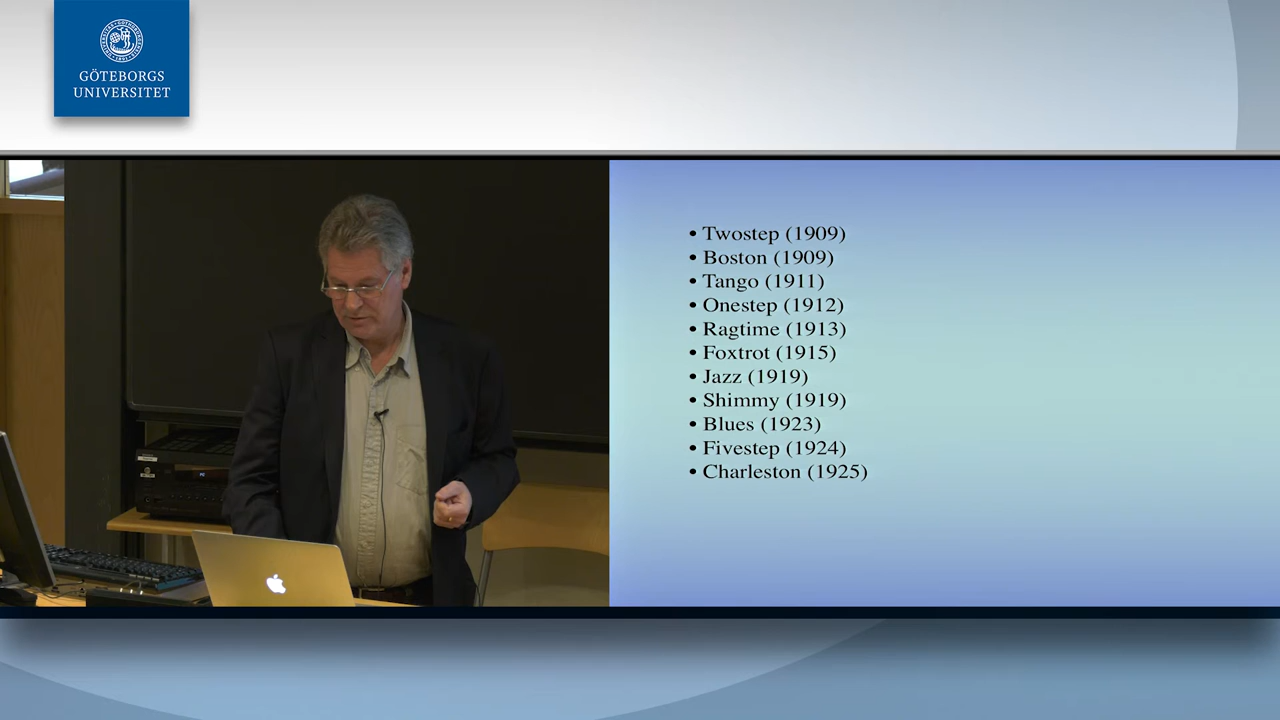 GÖTEBORGS
UNIVERSITET
• Twostep (1909)
• Boston (1909)
• Tango (1911)
• Onestep (1912)
• Ragtime (1913)
• Foxtrot (1915)
• Jazz (1919)
• Shimmy (1919)
• Blues (1923)
• Fivestep (1924)
• Charleston (1925)